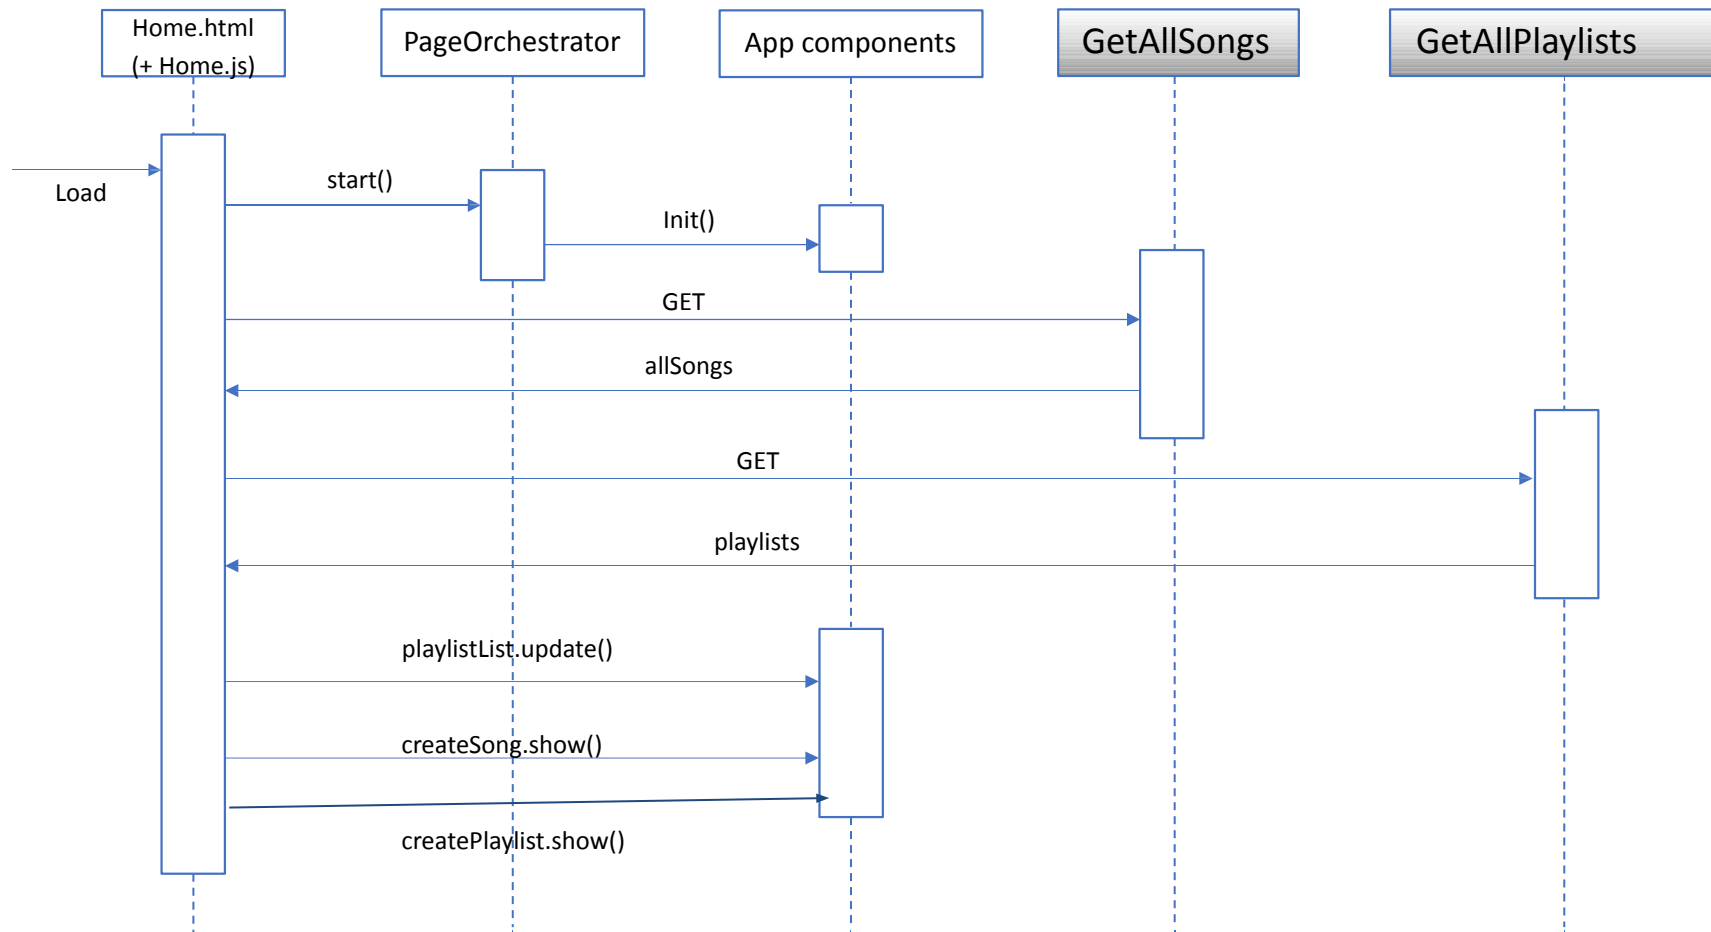 Home.html
(+ Home.js)
PageOrchestrator
App components
GetAllSongs
GetAllPlaylists
Load
start()
Init()
GET
allSongs
GET
playlists
playlistList.update()
createSong.show()
createPlaylist.show()